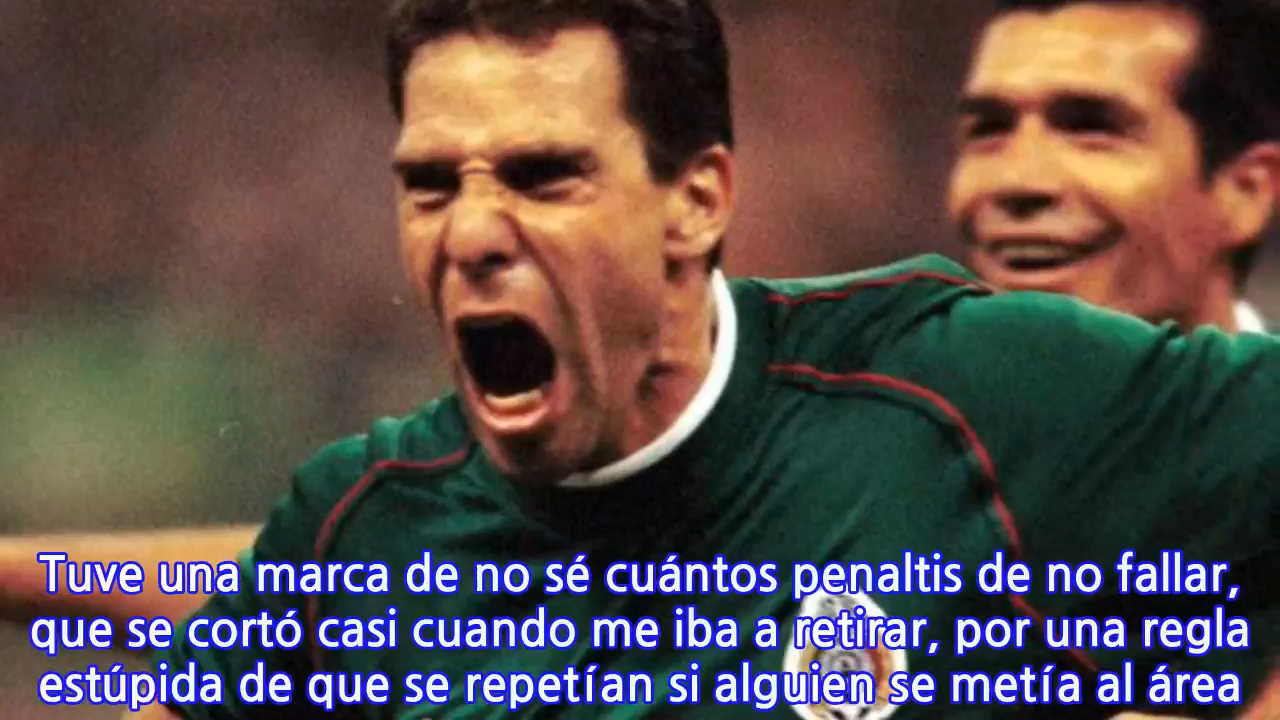 Tuve una marca de no sé cuántos penaltis de no fallar,
que se cortó casi cuando me iba a retirar, por una regla
estúpida de que se repetían si alguien se metía al área